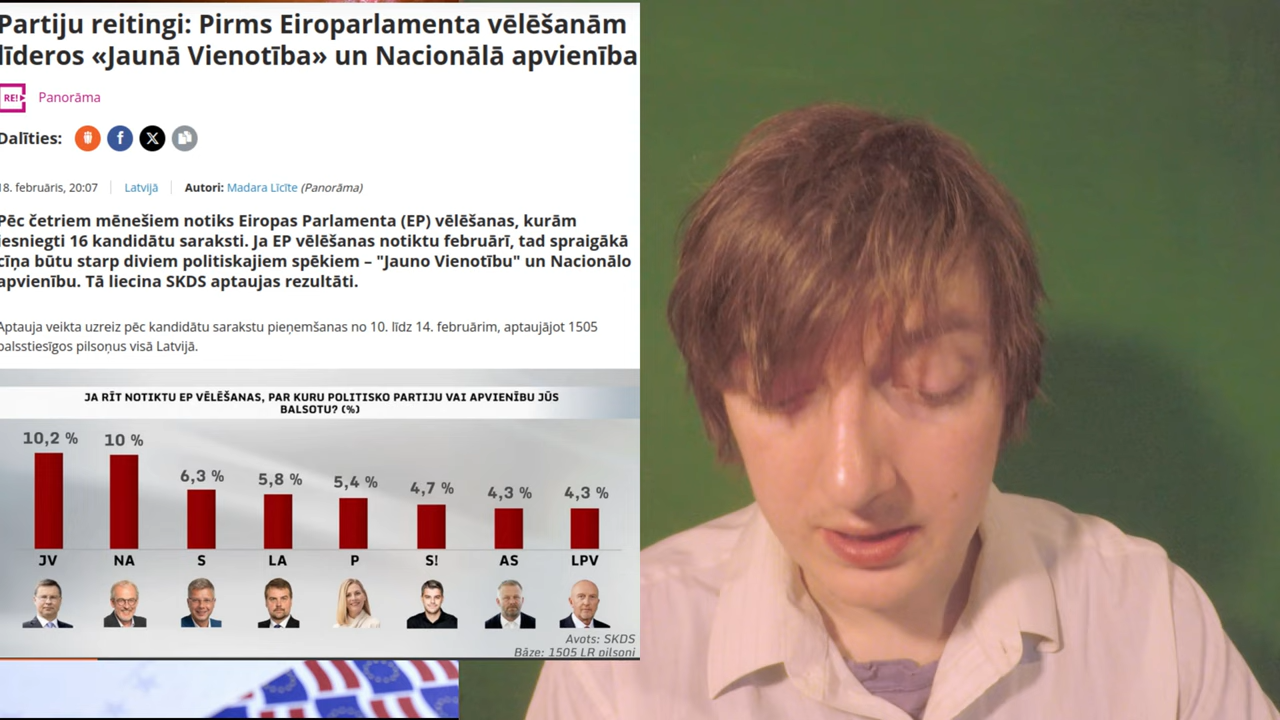 Partiju reitingi: Pirms Eiroparlamenta vēlēšanām
līderos «Jaunā Vienotība» un Nacionālā apvienība
RE!
Panorāma
Dalīties:
18. februāris, 20:07 Latvijā Autori: Madara Līcīte (Panorāma)
Pēc četriem mēnešiem notiks Eiropas Parlamenta (EP) vēlēšanas, kurām
iesniegti 16 kandidātu saraksti. Ja EP vēlēšanas notiktu februārī, tad spraigākā
cīņa būtu starp diviem politiskajiem spēkiem – "Jauno Vienotību" un Nacionālo
apvienību. Tā liecina SKDS aptaujas rezultāti.
Aptauja veikta uzreiz pēc kandidātu sarakstu pieņemšanas no 10. līdz 14. februārim, aptaujājot 1505
balsstiesīgos pilsoņus visā Latvijā.
JA RĪT NOTIKTU EP VĒLĒŠANAS, PAR KURU POLITISKO PARTIJU VAI APVIENĪBU JŪS
BALSOTU? (%)
10,2 % 10 % 6,3 % 5,8 % 5,4 % 4,7 % 4,3 % 4,3 %
JV NA S LA P S! AS LPV
Avots: SKDS
Bāze: 1505 LR pilsoņi